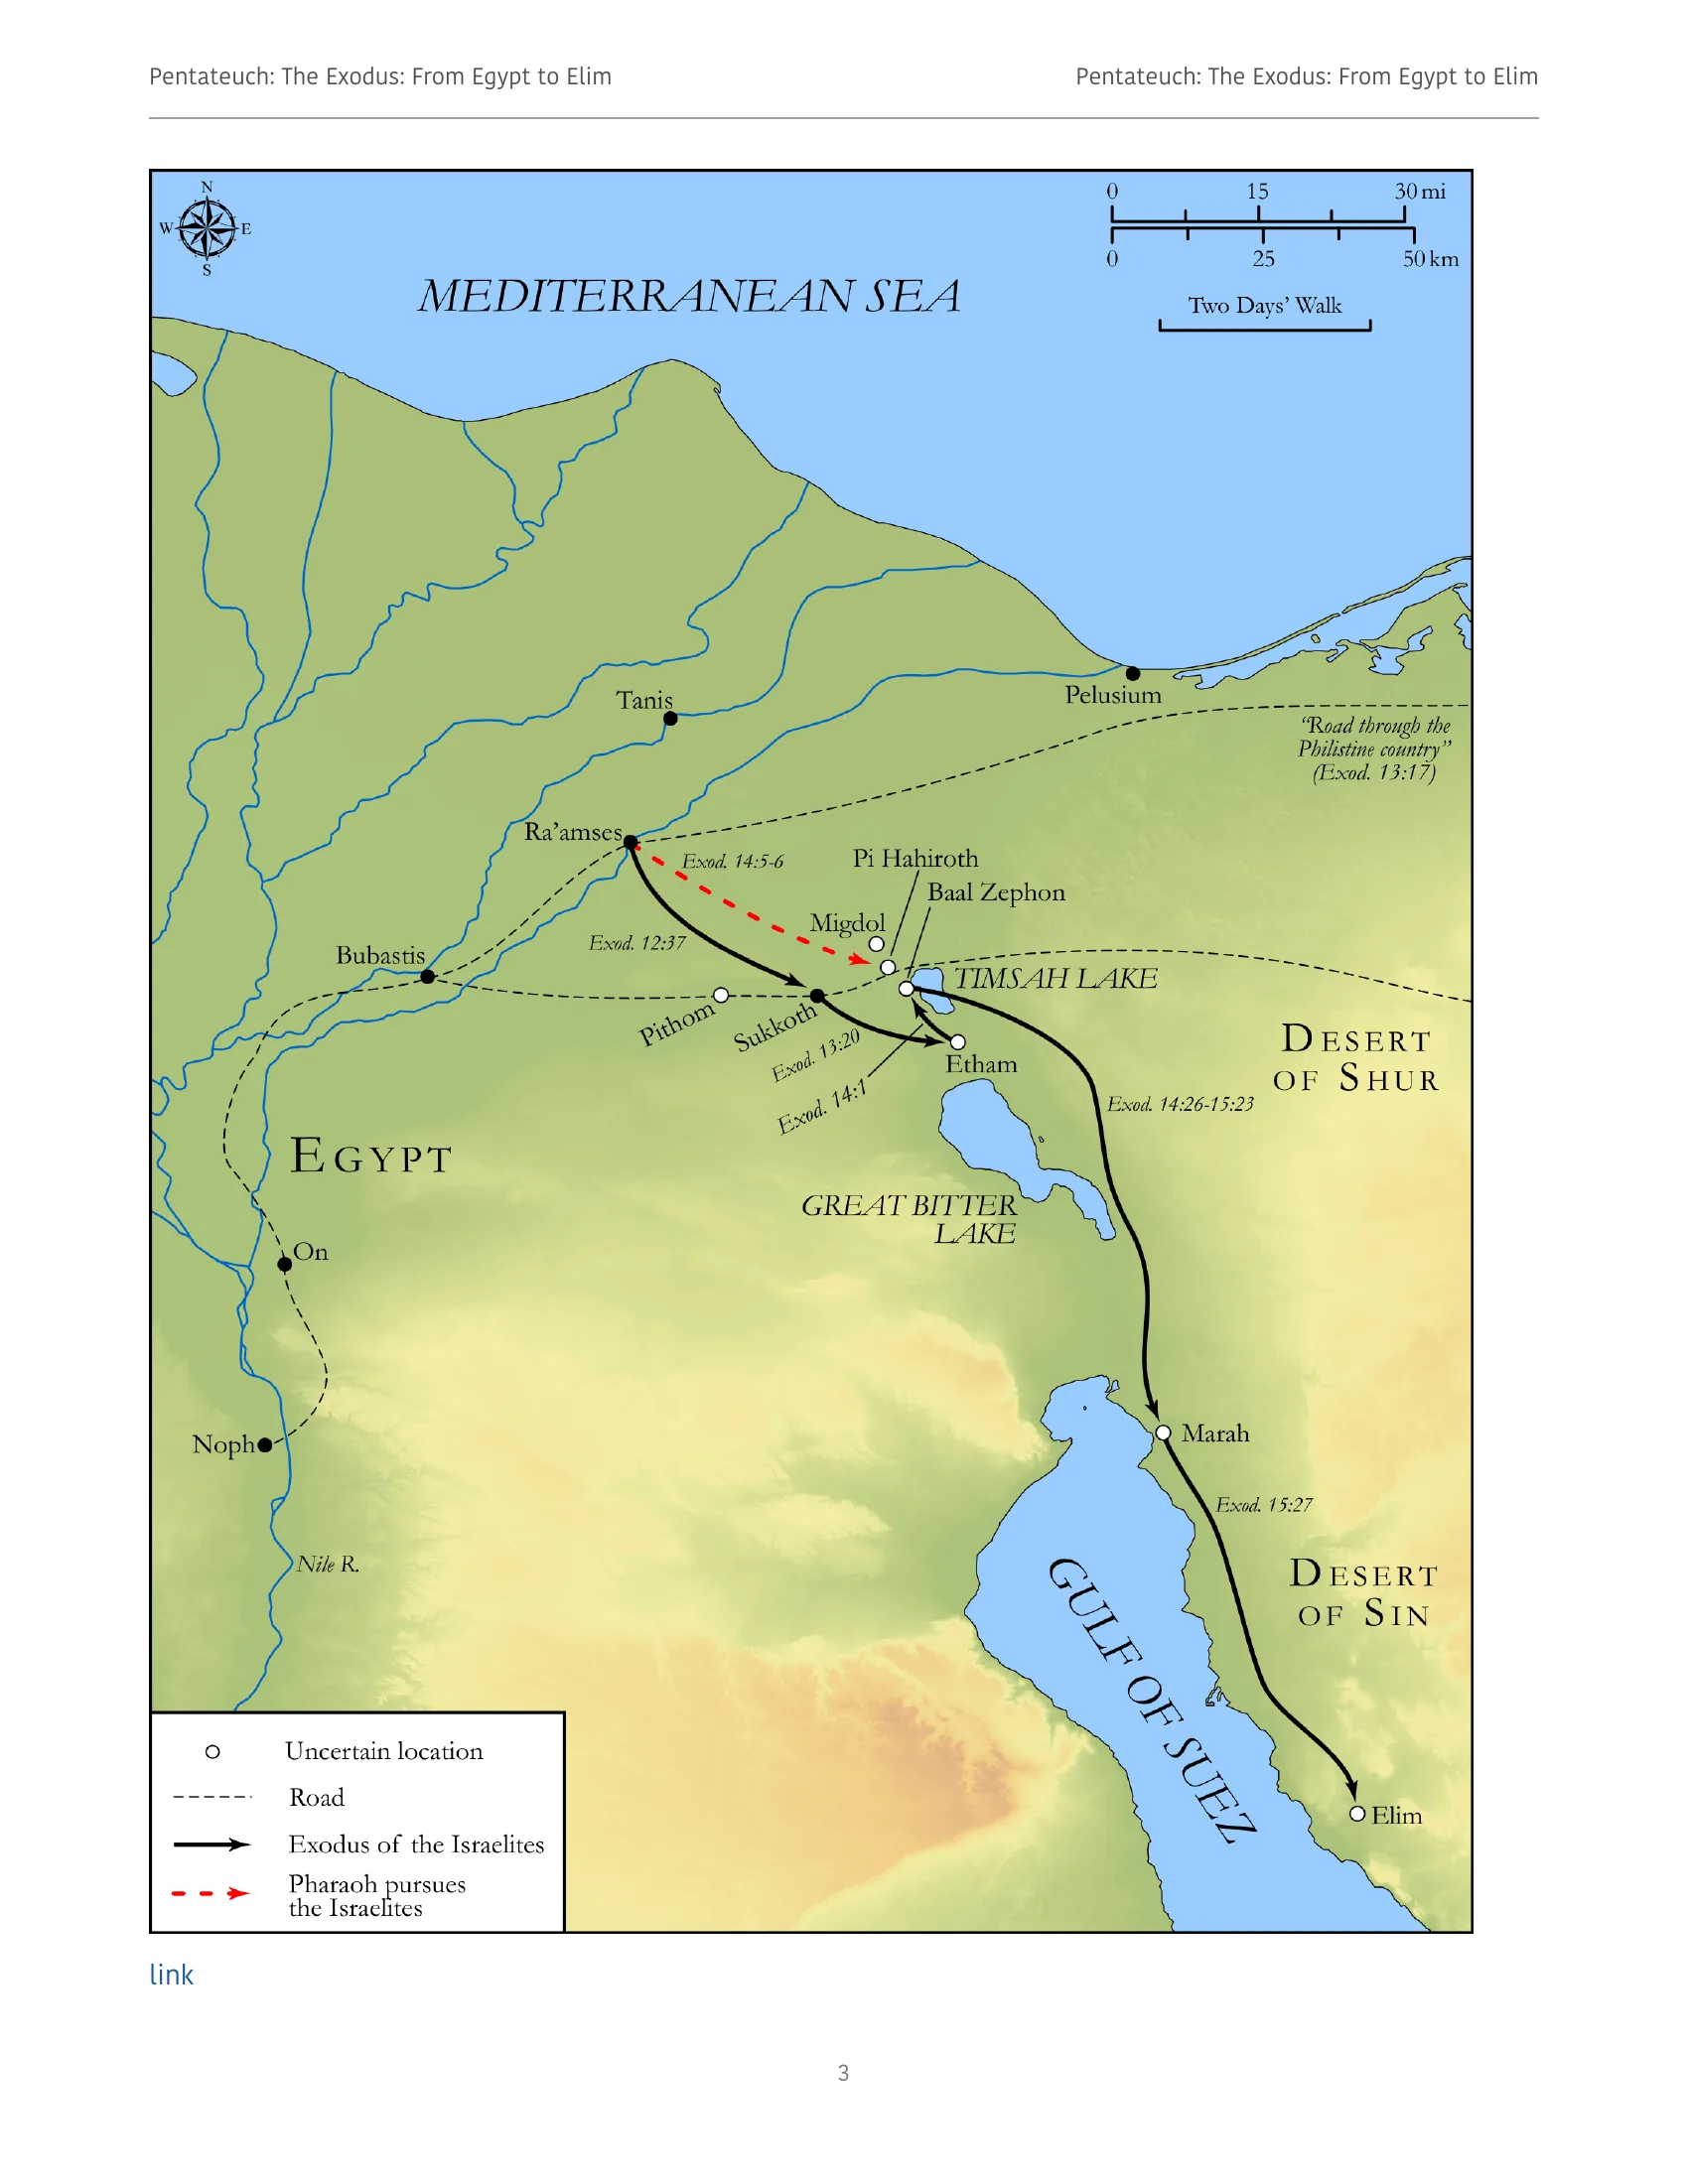 Pentateuch: The Exodus: From Egypt to Elim
Pentateuch: The Exodus: From Egypt to Elim
N
W
E
S
0
15
30 mi
0
25
50 km
Two Days’ Walk
MEDITERRANEAN SEA
Pelusium
Tanis
“Road through the
Philistine country”
(Exod. 13:17)
Ra’amses
Exod. 14:5-6
Pi Hahiroth
Baal Zephon
Migdol
Exod. 12:37
Bubastis
TIMSAH LAKE
Pithom
Sukkoth
Exod. 13:20
Etham
Exod. 14:1
DESERT
OF SHUR
Exod. 14:26-15:23
EGYPT
GREAT BITTER
LAKE
On
Noph
Marah
Exod. 15:27
Nile R.
DESERT
OF SIN
GULF OF SUEZ
Elim
Uncertain location
Road
Exodus of the Israelites
Pharaoh pursues
the Israelites
link
3